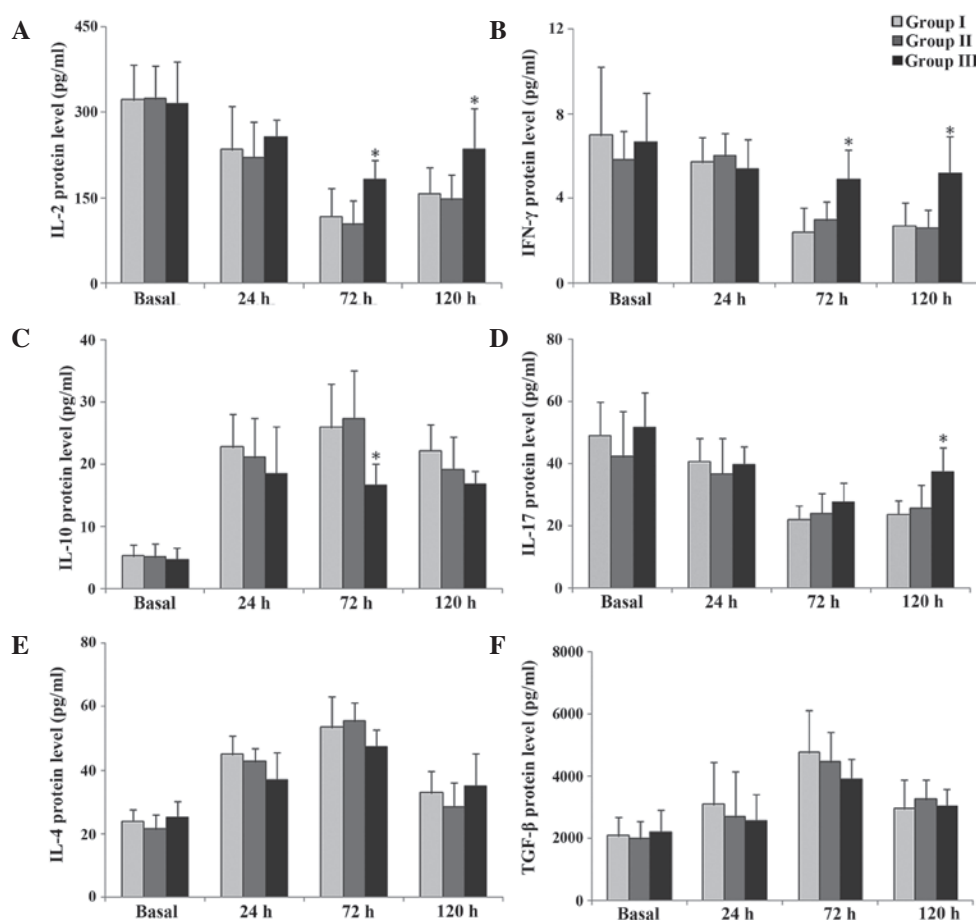 A
IL-2 protein level (pg/ml)
450
300
150
0
*
*
Basal
24 h
72 h
120 h
B
IFN-γ protein level (pg/ml)
12
8
4
0
*
*
Basal
24 h
72 h
120 h
Group I
Group II
Group III
C
IL-10 protein level (pg/ml)
40
30
20
10
0
*
Basal
24 h
72 h
120 h
D
IL-17 protein level (pg/ml)
80
60
40
20
0
*
Basal
24 h
72 h
120 h
E
IL-4 protein level (pg/ml)
80
60
40
20
0
Basal
24 h
72 h
120 h
F
TGF-β protein level (pg/ml)
8000
6000
4000
2000
0
Basal
24 h
72 h
120 h